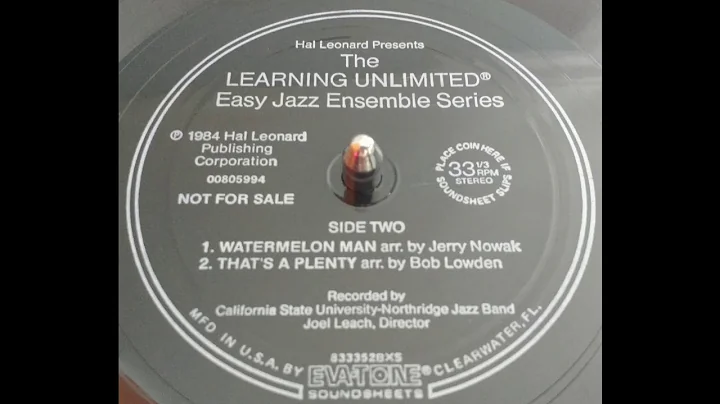 Hal Leonard Presents
The
LEARNING UNLIMITED®
Easy Jazz Ensemble Series
℗ 1984 Hal Leonard
Publishing
Corporation
00805994
NOT FOR SALE
PLACE COIN HERE IF
33 1/3
RPM
STEREO
SOUNDSHEET SLIPS
SIDE TWO
1. WATERMELON MAN arr. by Jerry Nowak
2. THAT'S A PLENTY arr. by Bob Lowden
Recorded by
California State University-Northridge Jazz Band
Joel Leach, Director
833352BXS
MFD IN U.S.A. BY EVA-TONE® CLEARWATER, FL.
SOUNDSHEETS